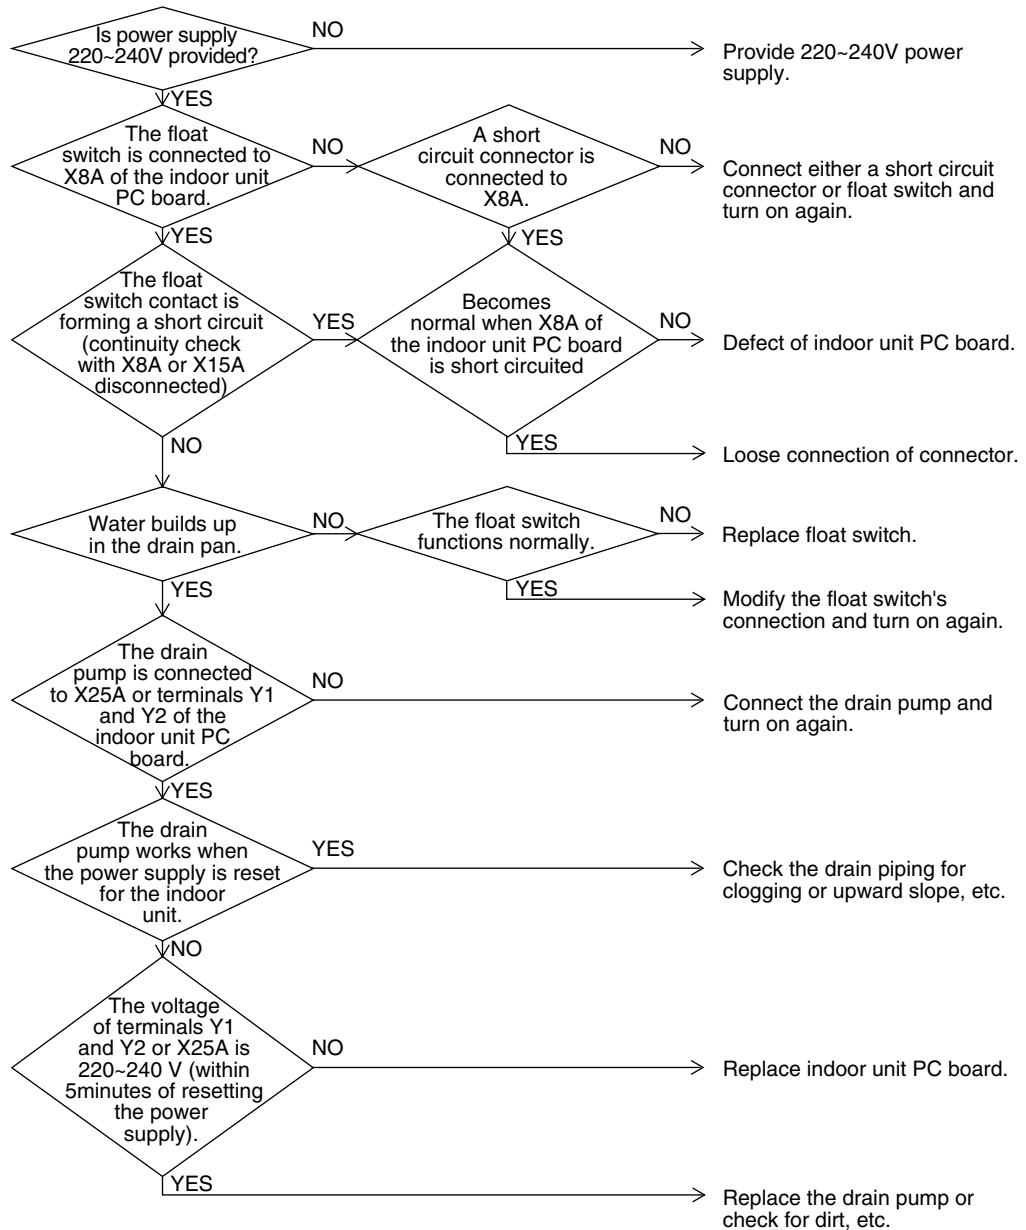 Is power supply
220~240V provided?
NO
Provide 220~240V power
supply.
YES
The float
switch is connected to
X8A of the indoor unit
PC board.
NO
A short
circuit connector is
connected to
X8A.
NO
Connect either a short circuit
connector or float switch and
turn on again.
YES
YES
The float
switch contact is
forming a short circuit
(continuity check
with X8A or X15A
disconnected)
YES
Becomes
normal when X8A of
the indoor unit PC board
is short circuited
NO
Defect of indoor unit PC board.
NO
YES
Loose connection of connector.
Water builds up
in the drain pan.
NO
The float switch
functions normally.
NO
Replace float switch.
YES
YES
Modify the float switch's
connection and turn on again.
The drain
pump is connected
to X25A or terminals Y1
and Y2 of the
indoor unit PC
board.
NO
Connect the drain pump and
turn on again.
YES
The drain
pump works when
the power supply is reset
for the indoor
unit.
YES
Check the drain piping for
clogging or upward slope, etc.
NO
The voltage
of terminals Y1
and Y2 or X25A is
220~240 V (within
5minutes of resetting
the power
supply).
NO
Replace indoor unit PC board.
YES
Replace the drain pump or
check for dirt, etc.